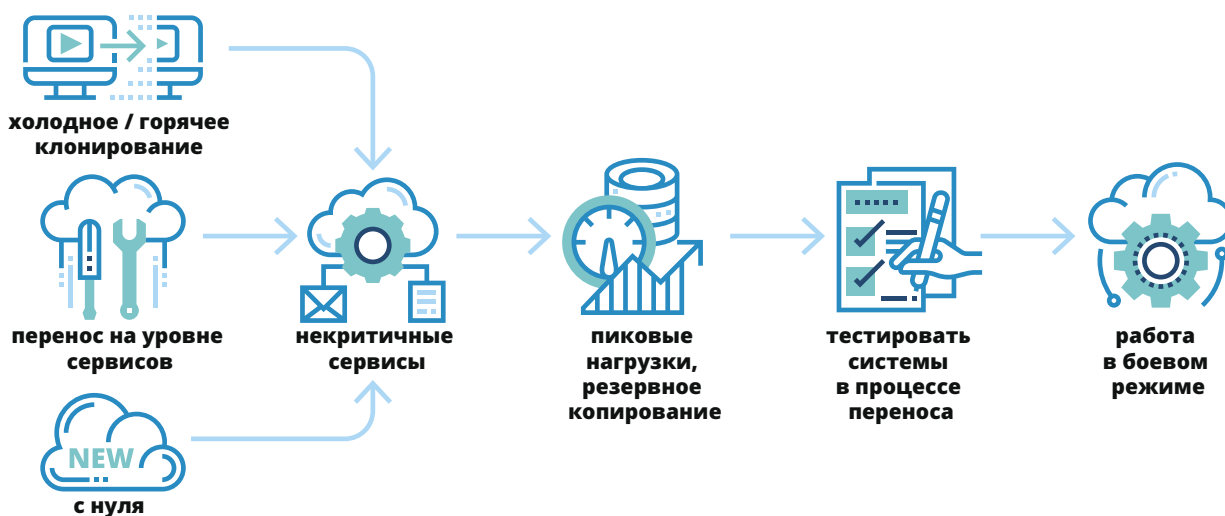 холодное / горячее
клонирование
перенос на уровне
сервисов
NEW
с нуля
некритичные
сервисы
пиковые
нагрузки,
резервное
копирование
тестировать
системы
в процессе
переноса
работа
в боевом
режиме